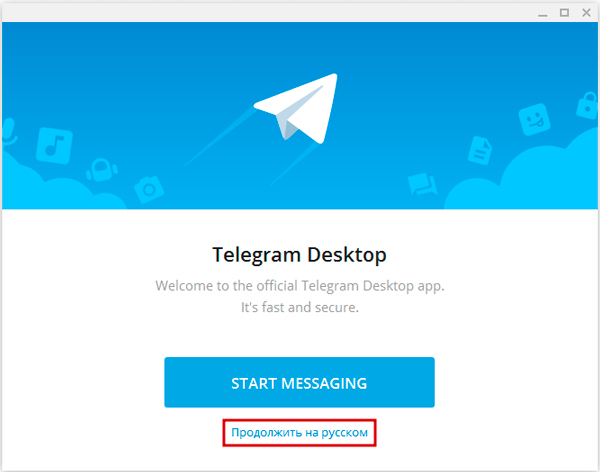 Telegram Desktop
Welcome to the official Telegram Desktop app.
It's fast and secure.
START MESSAGING
Продолжить на русском